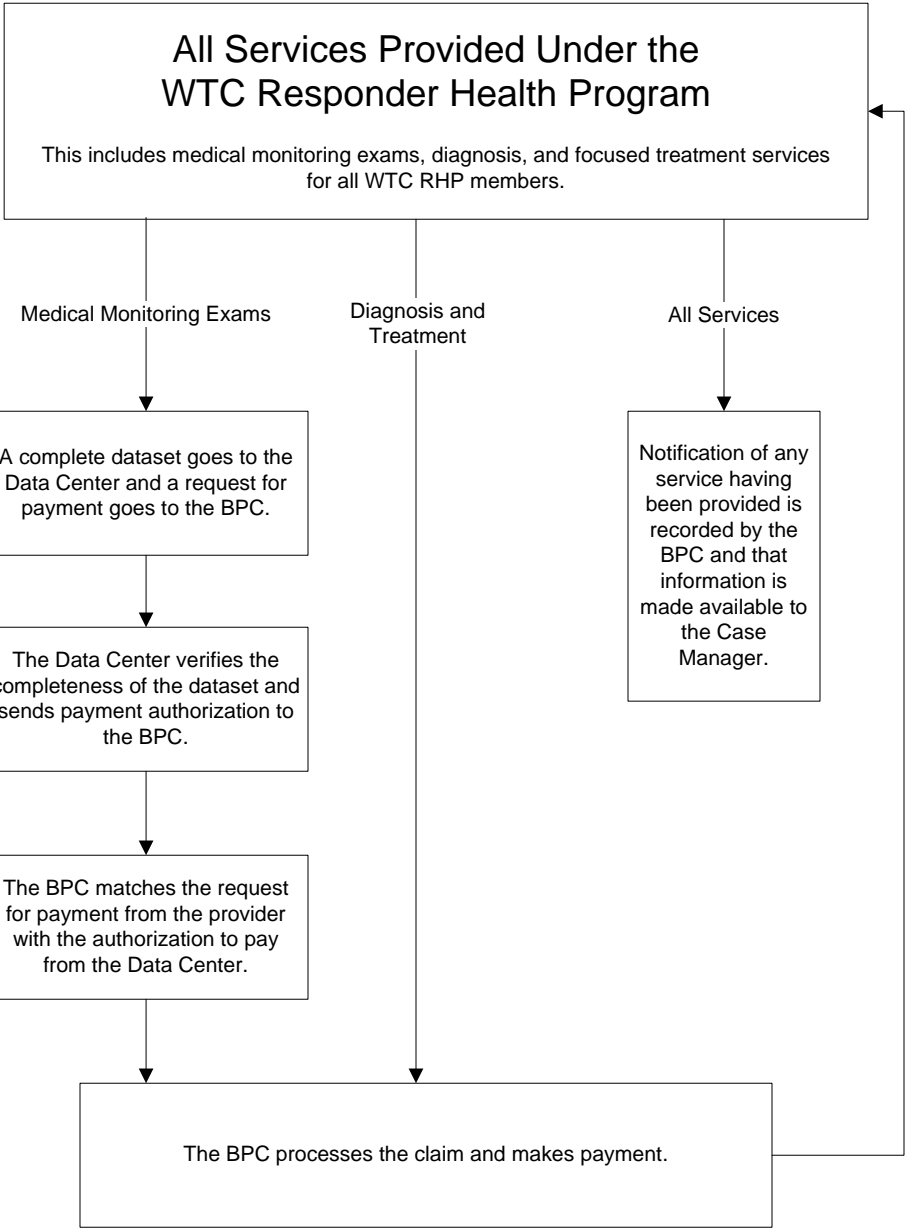 All Services Provided Under the
WTC Responder Health Program
This includes medical monitoring exams, diagnosis, and focused treatment services
for all WTC RHP members.
Medical Monitoring Exams
Diagnosis and
Treatment
All Services
A complete dataset goes to the
Data Center and a request for
payment goes to the BPC.
Notification of any
service having
been provided is
recorded by the
BPC and that
information is
made available to
the Case
Manager.
The Data Center verifies the
completeness of the dataset and
sends payment authorization to
the BPC.
The BPC matches the request
for payment from the provider
with the authorization to pay
from the Data Center.
The BPC processes the claim and makes payment.